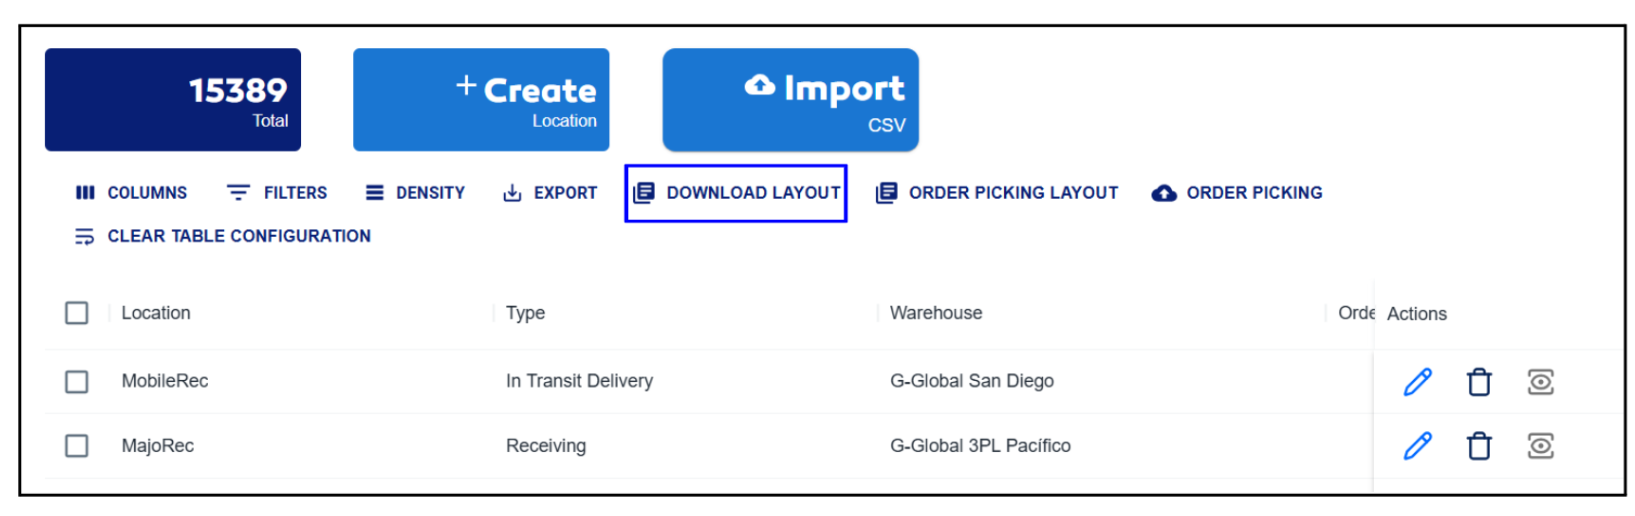 15389
Total
+ Create
Location
Import
CSV
COLUMNS FILTERS DENSITY EXPORT DOWNLOAD LAYOUT ORDER PICKING LAYOUT ORDER PICKING
CLEAR TABLE CONFIGURATION
Location Type Warehouse Orde Actions
MobileRec In Transit Delivery G-Global San Diego
MajoRec Receiving G-Global 3PL Pacífico